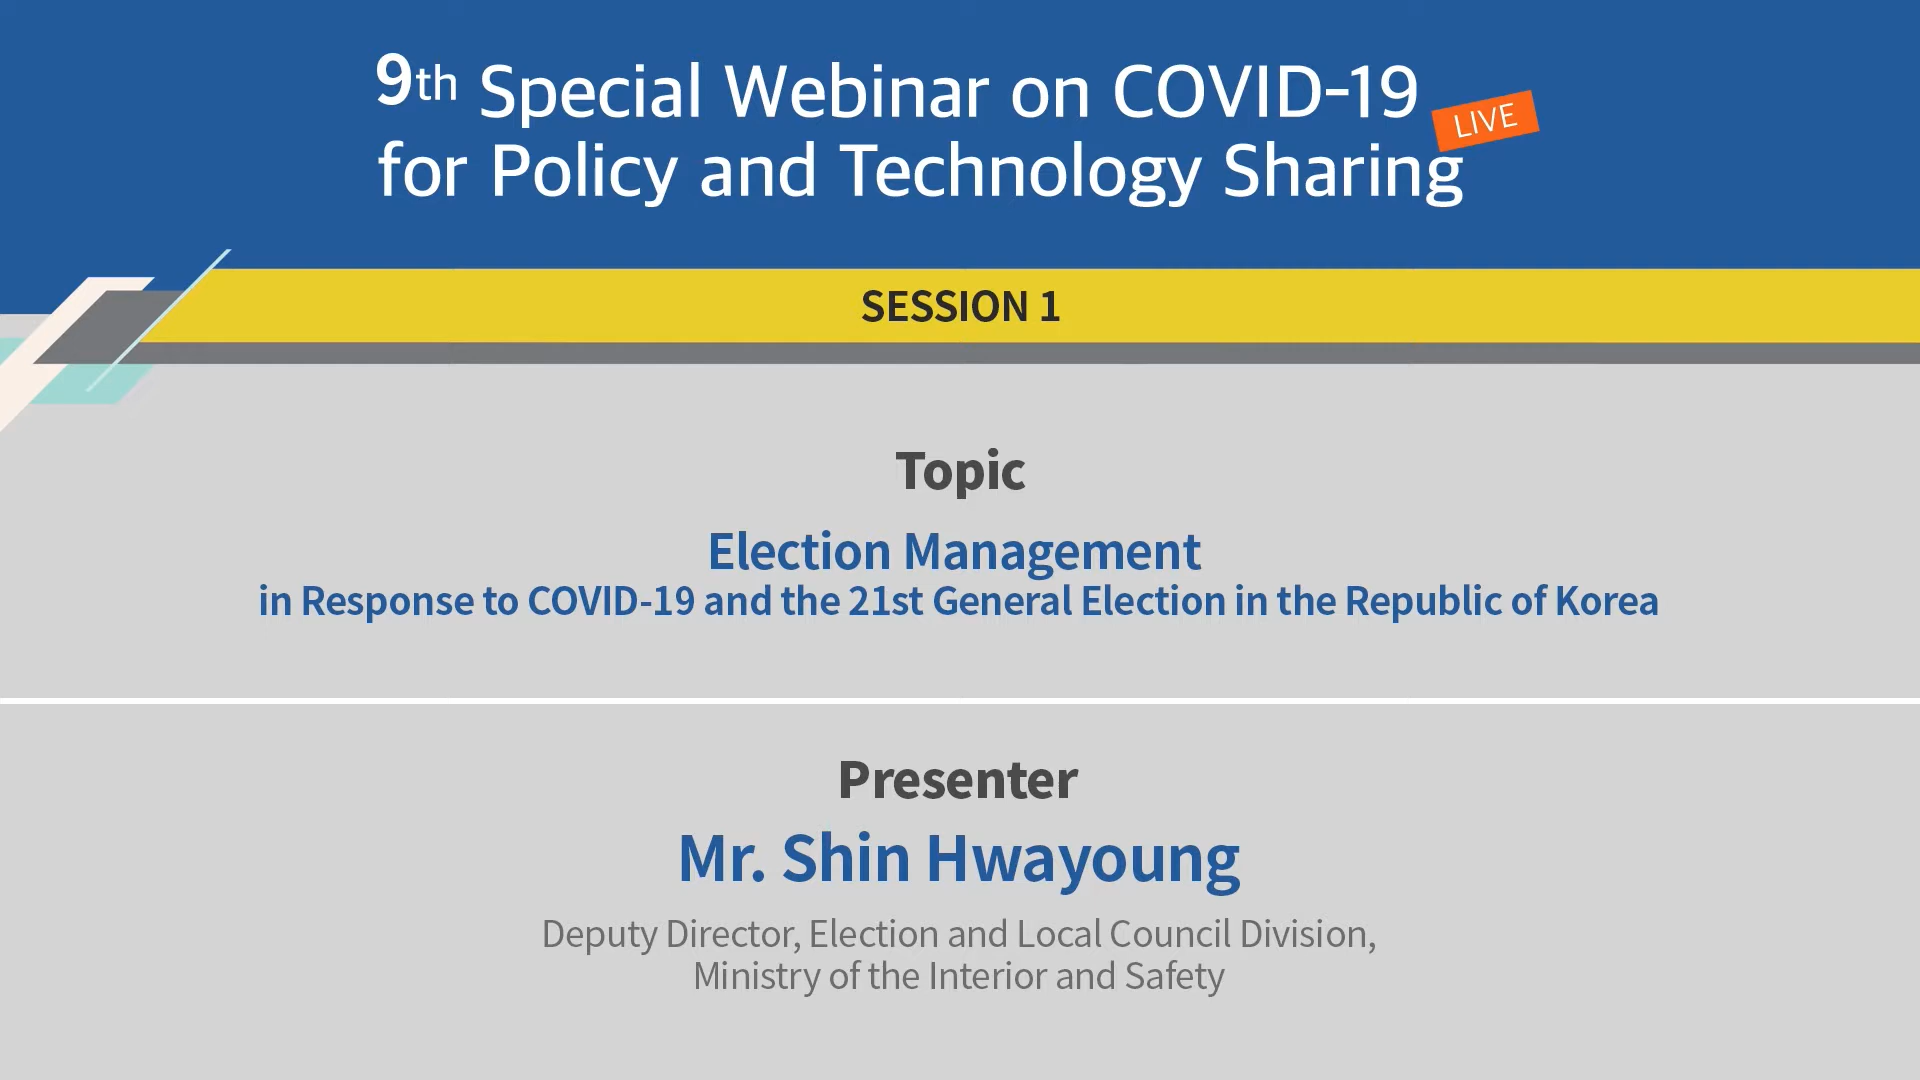 9th Special Webinar on COVID-19
LIVE
for Policy and Technology Sharing
SESSION 1
Topic
Election Management
in Response to COVID-19 and the 21st General Election in the Republic of Korea
Presenter
Mr. Shin Hwayoung
Deputy Director, Election and Local Council Division,
Ministry of the Interior and Safety